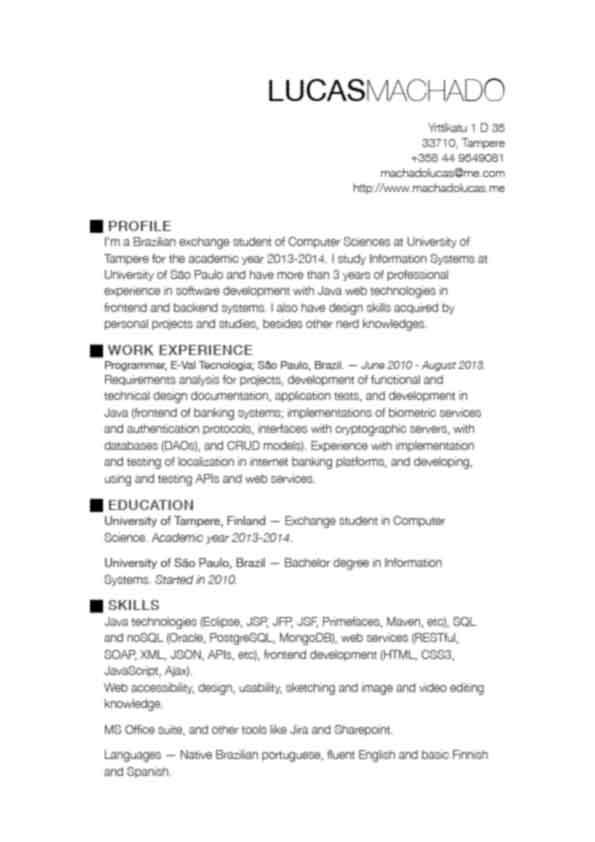 LUCASMACHADO
Yrttikatu 1 D 35
33710, Tampere
+358 44 9549081
machadolucas@me.com
http://www.machadolucas.me
PROFILE
I'm a Brazilian exchange student of Computer Sciences at University of
Tampere for the academic year 2013-2014. I study Information Systems at
University of São Paulo and have more than 3 years of professional
experience in software development with Java web technologies in
frontend and backend systems. I also have design skills acquired by
personal projects and studies, besides other nerd knowledges.
WORK EXPERIENCE
Programmer, E-Val Tecnologia; São Paulo, Brazil. — June 2010 - August 2013.
Requirements analysis for projects, development of functional and
technical design documentation, application tests, and development in
Java (frontend of banking systems; implementations of biometric services
and authentication protocols, interfaces with cryptographic servers, with
databases (DAOs), and CRUD models). Experience with implementation
and testing of localization in internet banking platforms, and developing,
using and testing APIs and web services.
EDUCATION
University of Tampere, Finland — Exchange student in Computer
Science. Academic year 2013-2014.
University of São Paulo, Brazil — Bachelor degree in Information
Systems. Started in 2010.
SKILLS
Java technologies (Eclipse, JSP, JFP, JSF, Primefaces, Maven, etc), SQL
and noSQL (Oracle, PostgreSQL, MongoDB), web services (RESTful,
SOAP, XML, JSON, APIs, etc), frontend development (HTML, CSS3,
JavaScript, Ajax).
Web accessibility, design, usability, sketching and image and video editing
knowledge.
MS Office suite, and other tools like Jira and Sharepoint.
Languages — Native Brazilian portuguese, fluent English and basic Finnish
and Spanish.